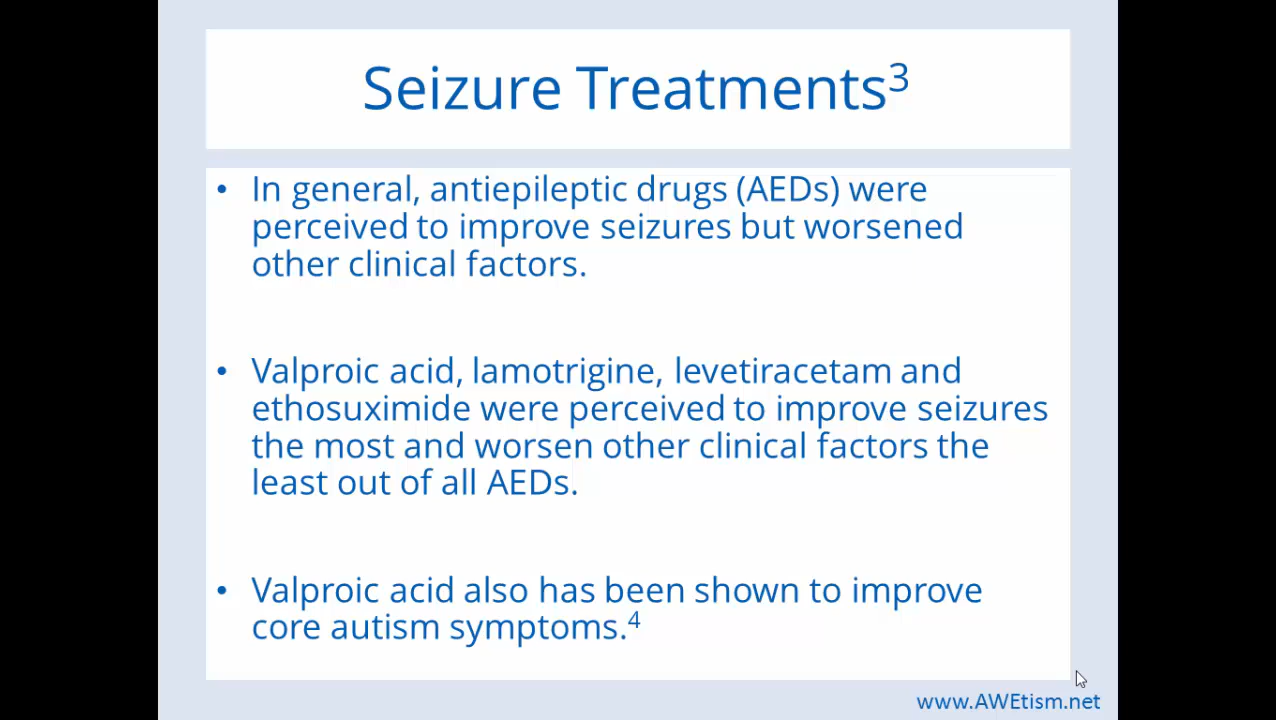 Seizure Treatments³
• In general, antiepileptic drugs (AEDs) were
perceived to improve seizures but worsened
other clinical factors.
• Valproic acid, lamotrigine, levetiracetam and
ethosuximide were perceived to improve seizures
the most and worsen other clinical factors the
least out of all AEDs.
• Valproic acid also has been shown to improve
core autism symptoms.⁴
www.AWEtism.net